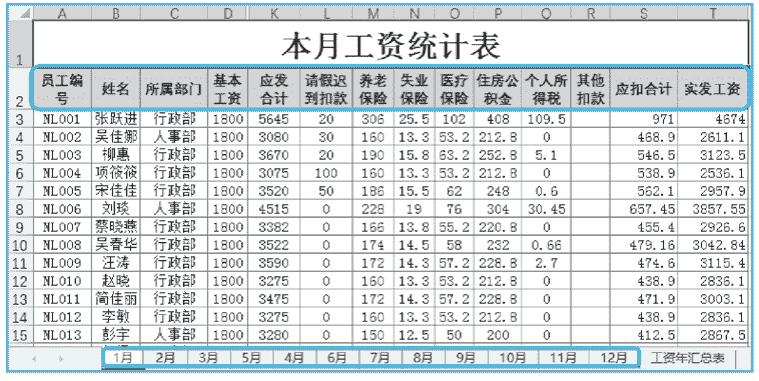 A B C D K L M N O P Q R S T
1 本月工资统计表
2 员工编号 姓名 所属部门 基本工资 应发合计 请假迟到扣款 养老保险 失业保险 医疗保险 住房公积金 个人所得税 其他扣款 应扣合计 实发工资
3 NL001 张跃进 行政部 1800 5645 20 306 25.5 102 408 109.5 971 4674
4 NL002 吴佳娜 人事部 1800 3080 30 160 13.3 53.2 212.8 0 468.9 2611.1
5 NL003 柳惠 行政部 1800 3670 20 190 15.8 63.2 252.8 5.1 546.5 3123.5
6 NL004 项筱筱 行政部 1800 3075 100 160 13.3 53.2 212.8 0 538.9 2536.1
7 NL005 宋佳佳 行政部 1800 3520 50 186 15.5 62 248 0.6 562.1 2957.9
8 NL006 刘琰 人事部 1800 4515 0 228 19 76 304 30.45 657.45 3857.55
9 NL007 蔡晓燕 行政部 1800 3382 0 166 13.8 55.2 220.8 0 455.4 2926.6
10 NL008 吴春华 行政部 1800 3522 0 174 14.5 58 232 0.66 479.16 3042.84
11 NL009 汪涛 行政部 1800 3590 0 172 14.3 57.2 228.8 2.7 474.6 3115.4
12 NL010 赵晓 行政部 1800 3275 0 160 13.3 53.2 212.8 0 438.9 2836.1
13 NL011 简佳丽 行政部 1800 3475 0 172 14.3 57.2 228.8 0 471.9 3003.1
14 NL012 李敏 行政部 1800 3275 0 160 13.3 53.2 212.8 0 438.9 2836.1
15 NL013 彭宇 人事部 1800 3280 0 150 12.5 50 200 0 412.5 2867.5
1月 2月 3月 5月 4月 6月 7月 8月 9月 10月 11月 12月 工资年汇总表